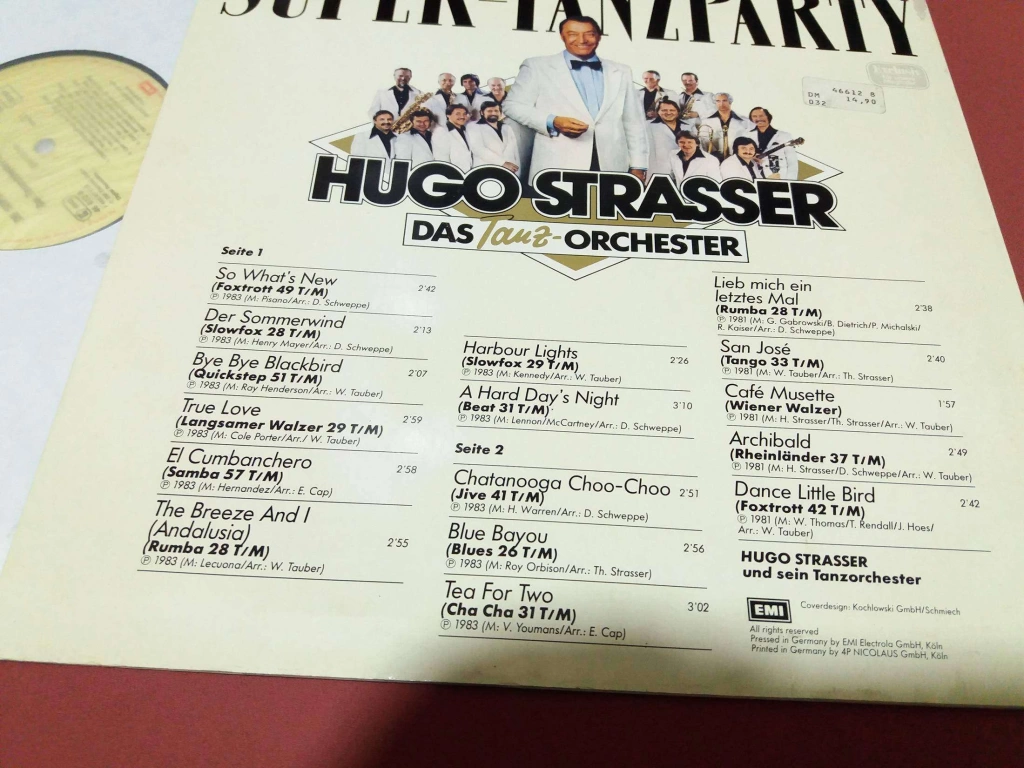 SUPER-TANZPARTY
46612 8
DM 14,90
032
HUGO STRASSER
DAS Tanz-ORCHESTER
Seite 1
So What's New 2'42
(Foxtrott 49 T/M)
℗ 1983 (M: Pisano/Arr.: D. Schweppe)
Der Sommerwind 2'13
(Slowfox 28 T/M)
℗ 1983 (M: Henry Mayer/Arr.: D. Schweppe)
Bye Bye Blackbird 2'07
(Quickstep 51 T/M)
℗ 1983 (M: Ray Henderson/Arr.: W. Tauber)
True Love 2'59
(Langsamer Walzer 29 T/M)
℗ 1983 (M: Cole Porter/Arr./ W. Tauber)
El Cumbanchero 2'58
(Samba 57 T/M)
℗ 1983 (M: Hernandez/Arr.: E. Cap)
The Breeze And I
(Andalusia) 2'55
(Rumba 28 T/M)
℗ 1983 (M: Lecuona/Arr.: W. Tauber)
Harbour Lights 2'26
(Slowfox 29 T/M)
℗ 1983 (M: Kennedy/Arr.: W. Tauber)
A Hard Day's Night 3'10
(Beat 31 T/M)
℗ 1983 (M: Lennon/McCartney/Arr.: D. Schweppe)
Seite 2
Chatanooga Choo-Choo 2'51
(Jive 41 T/M)
℗ 1983 (M: H. Warren/Arr.: D. Schweppe)
Blue Bayou 2'56
(Blues 26 T/M)
℗ 1983 (M: Roy Orbison/Arr.: Th. Strasser)
Tea For Two 3'02
(Cha Cha 31 T/M)
℗ 1983 (M: V. Youmans/Arr.: E. Cap)
Lieb mich ein
letztes Mal 2'38
(Rumba 28 T/M)
℗ 1981 (M: G. Gabrowski/B. Dietrich/P. Michalski/
R. Kaiser/Arr.: D. Schweppe)
San José 2'40
(Tango 33 T/M)
℗ 1981 (M: W. Tauber/Arr.: Th. Strasser)
Café Musette 1'57
(Wiener Walzer)
℗ 1981 (M: H. Strasser/Th. Strasser/Arr.: W. Tauber)
Archibald 2'49
(Rheinländer 37 T/M)
℗ 1981 (M: H. Strasser/D. Schweppe/Arr.: W. Tauber)
Dance Little Bird 2'42
(Foxtrott 42 T/M)
℗ 1981 (M: W. Thomas/T. Rendall/J. Hoes/
Arr.: W. Tauber)
HUGO STRASSER
und sein Tanzorchester
EMI
Coverdesign: Kochlowski GmbH/Schmiech
All rights reserved
Pressed in Germany by EMI Electrola GmbH, Köln
Printed in Germany by 4P NICOLAUS GmbH, Köln